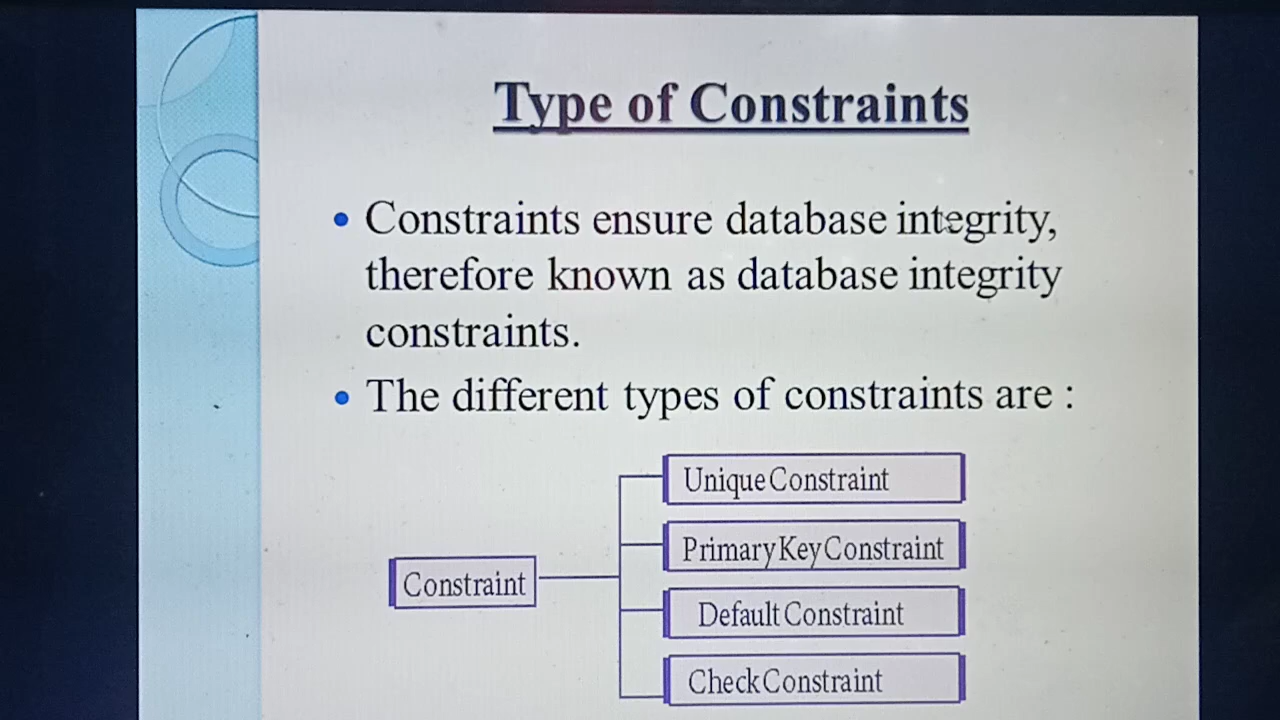 Type of Constraints
Constraints ensure database integrity,
therefore known as database integrity
constraints.
The different types of constraints are :
Unique Constraint
Primary Key Constraint
Constraint
Default Constraint
Check Constraint